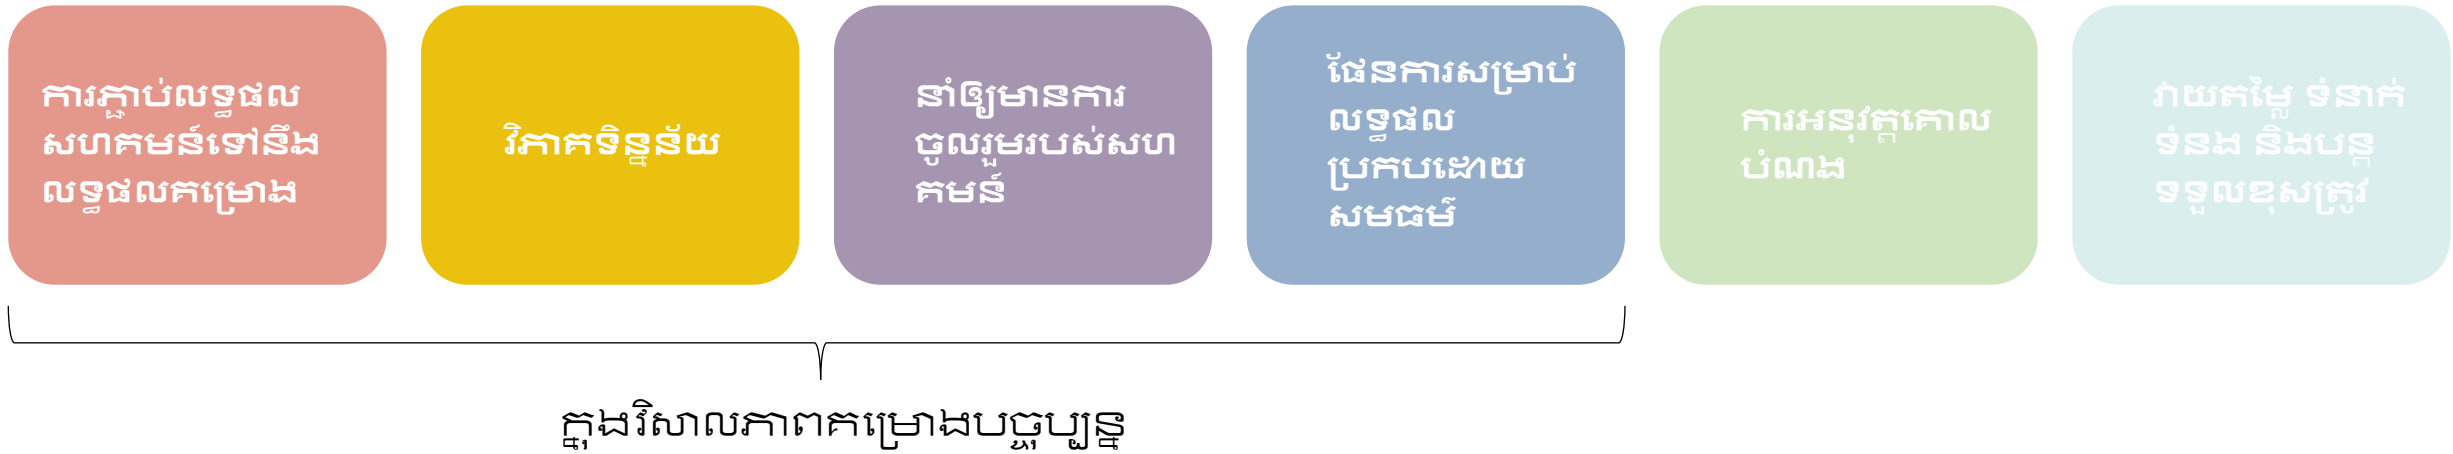 ការភ្ជាប់លទ្ធផល
សហគមន៍ទៅនឹង
លទ្ធផលគម្រោង
វិភាគទិន្នន័យ
នាំឲ្យមានការ
ចូលរួមរបស់សហ
គមន៍
ផែនការសម្រាប់
លទ្ធផល
ប្រកបដោយ
សមធម៌
ការអនុវត្តគោល
បំណង
វាយតម្លៃ ទំនាក់
ទំនង និងបន្ត
ទទួលខុសត្រូវ
ក្នុងវិសាលភាពគម្រោងបច្ចុប្បន្ន